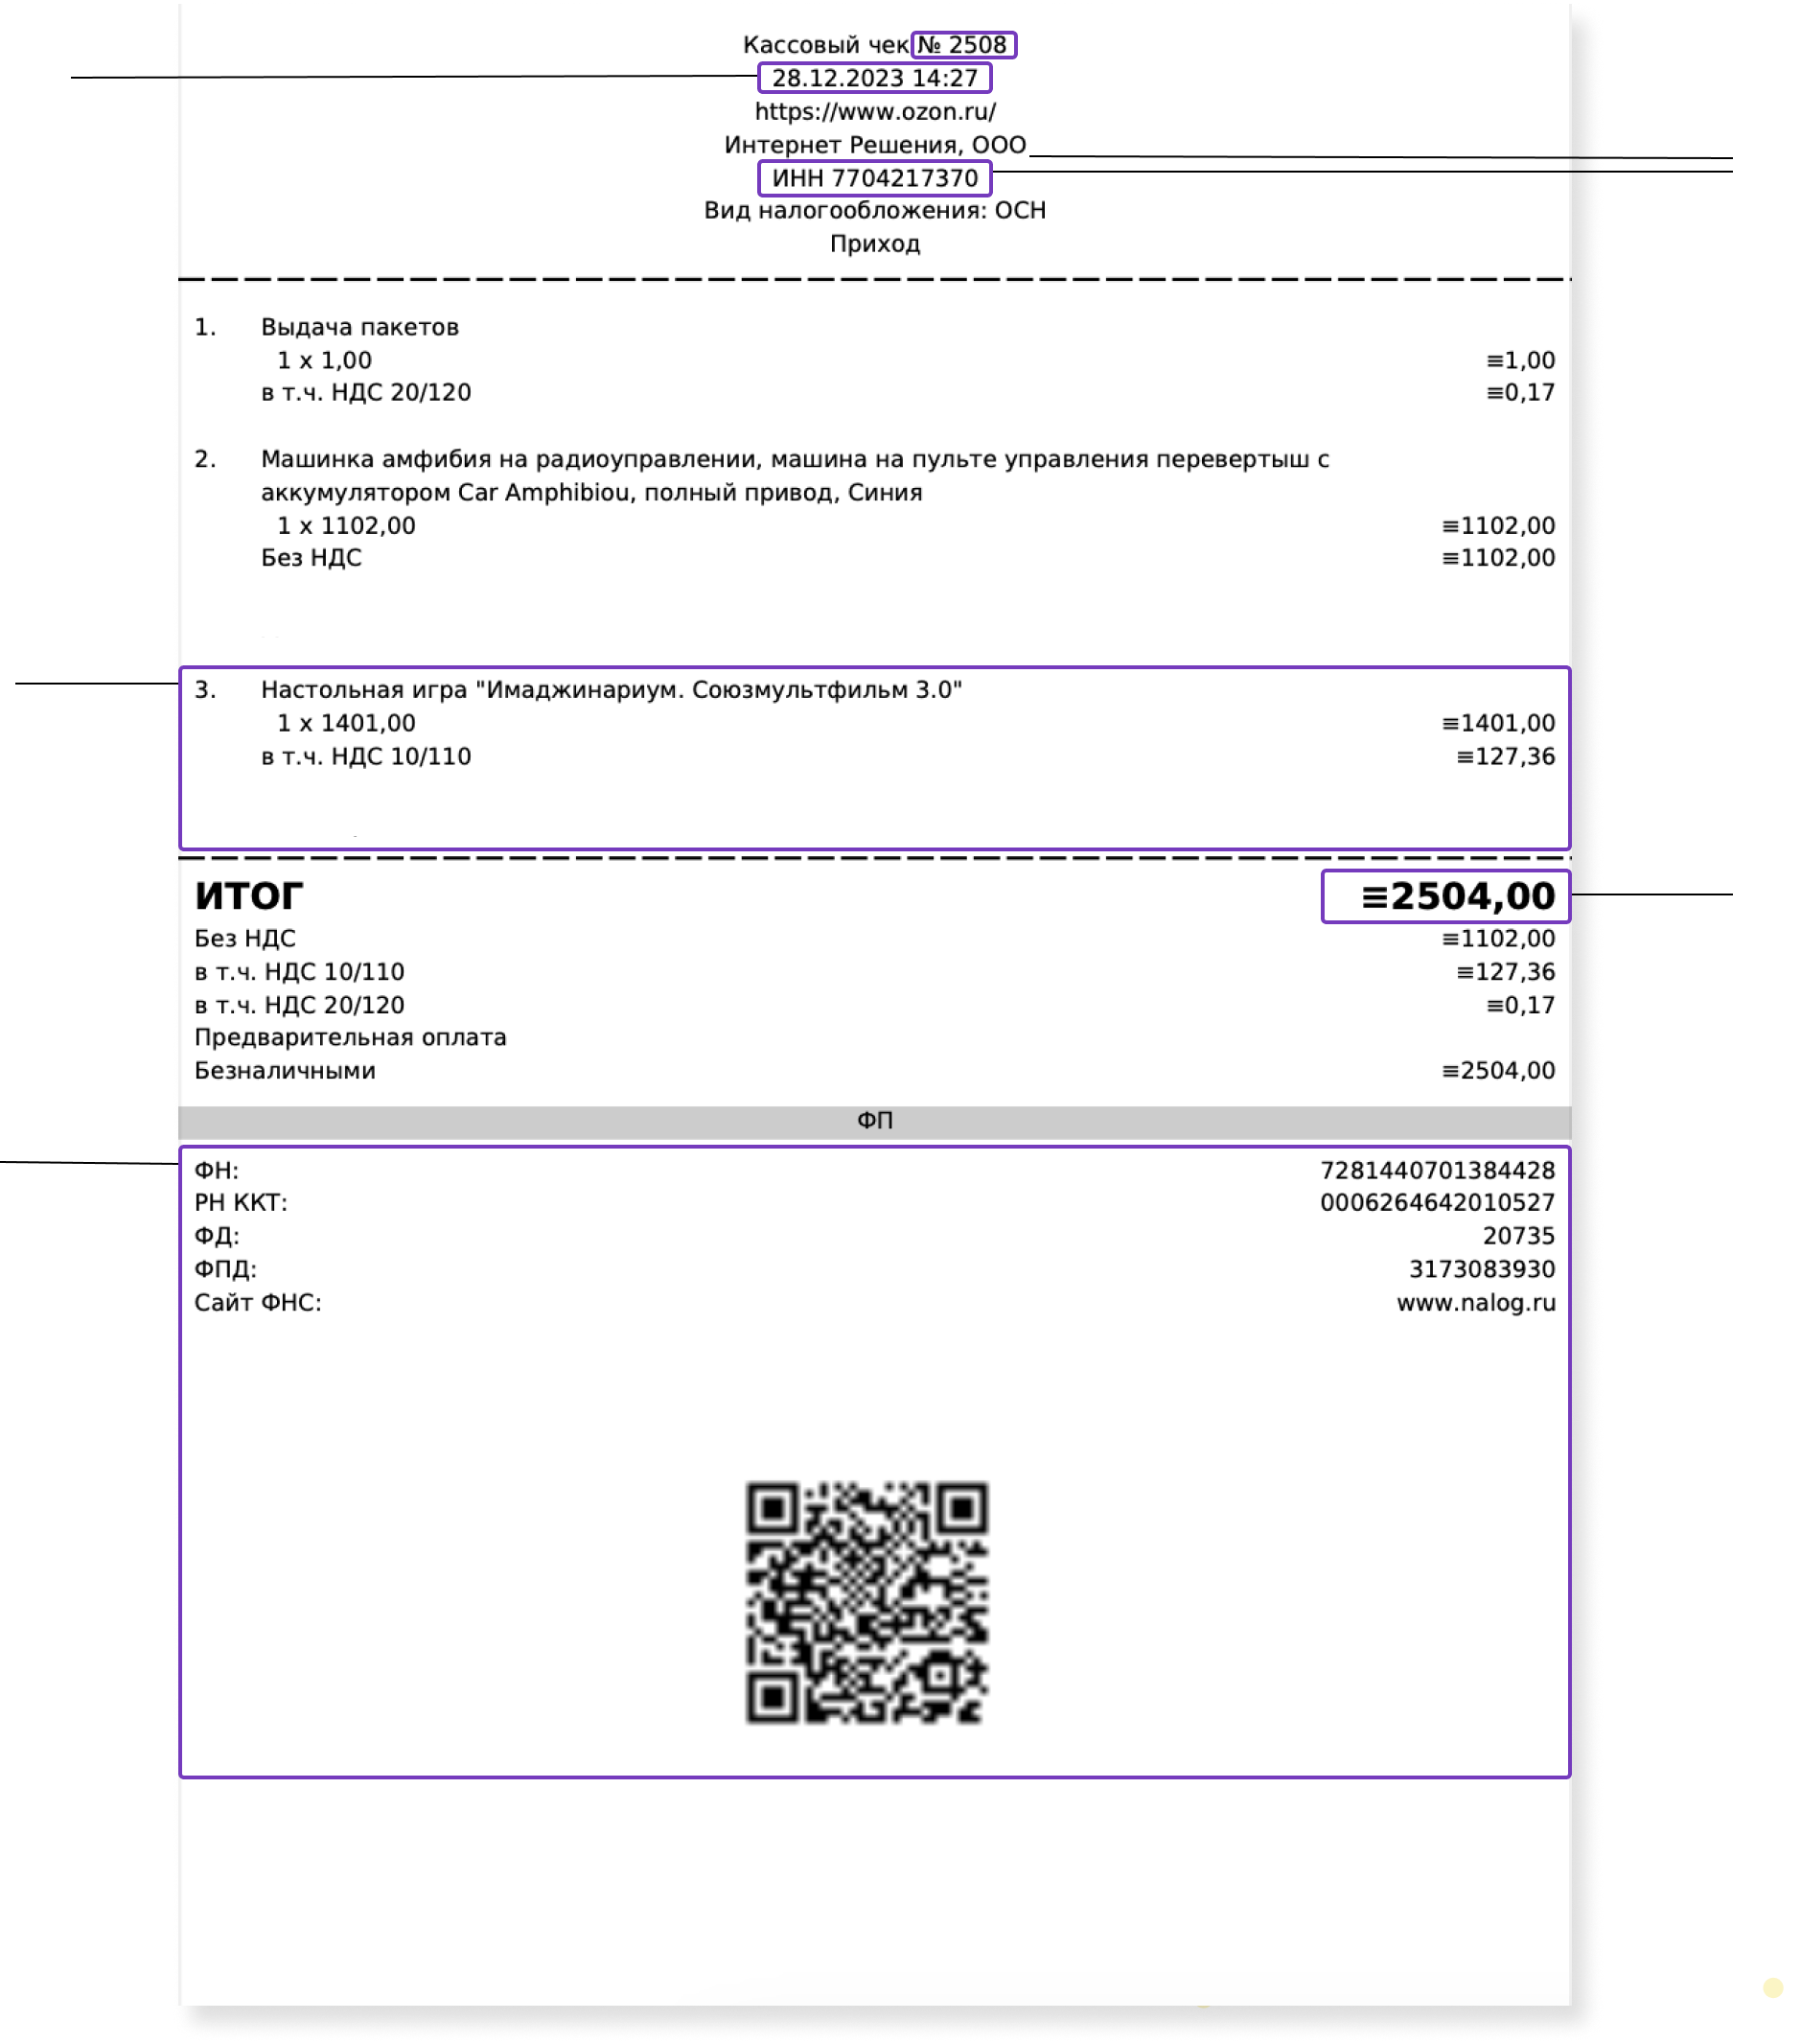 Кассовый чек № 2508
28.12.2023 14:27
https://www.ozon.ru/
Интернет Решения, ООО
ИНН 7704217370
Вид налогообложения: ОСН
Приход
1. Выдача пакетов
1 x 1,00 ≡1,00
в т.ч. НДС 20/120 ≡0,17
2. Машинка амфибия на радиоуправлении, машина на пульте управления перевертыш с
аккумулятором Car Amphibiou, полный привод, Синия
1 x 1102,00 ≡1102,00
Без НДС ≡1102,00
3. Настольная игра "Имаджинариум. Союзмультфильм 3.0"
1 x 1401,00 ≡1401,00
в т.ч. НДС 10/110 ≡127,36
ИТОГ ≡2504,00
Без НДС ≡1102,00
в т.ч. НДС 10/110 ≡127,36
в т.ч. НДС 20/120 ≡0,17
Предварительная оплата
Безналичными ≡2504,00
ФП
ФН: 7281440701384428
РН ККТ: 0006264642010527
ФД: 20735
ФПД: 3173083930
Сайт ФНС: www.nalog.ru